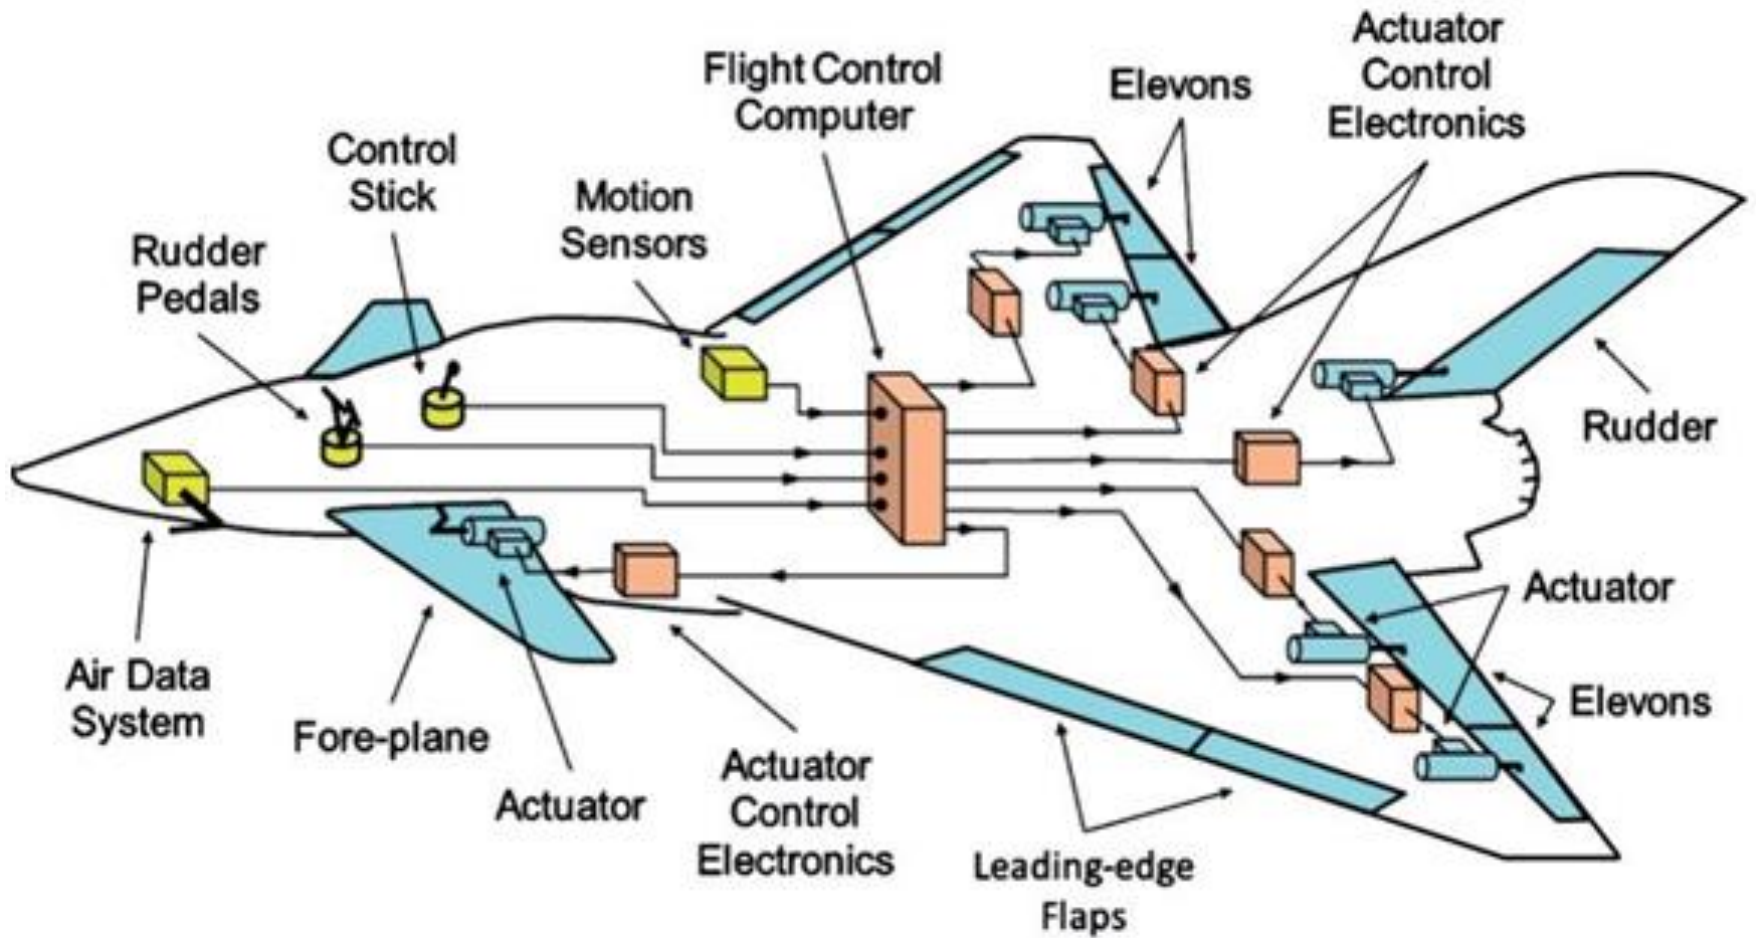 Actuator
Control
Electronics
Flight Control
Computer
Elevons
Control
Stick
Motion
Sensors
Rudder
Pedals
Rudder
Actuator
Elevons
Air Data
System
Fore-plane
Actuator
Actuator
Control
Electronics
Leading-edge
Flaps